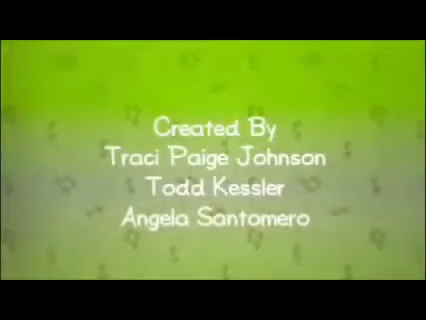 Created By
Traci Paige Johnson
Todd Kessler
Angela Santomero